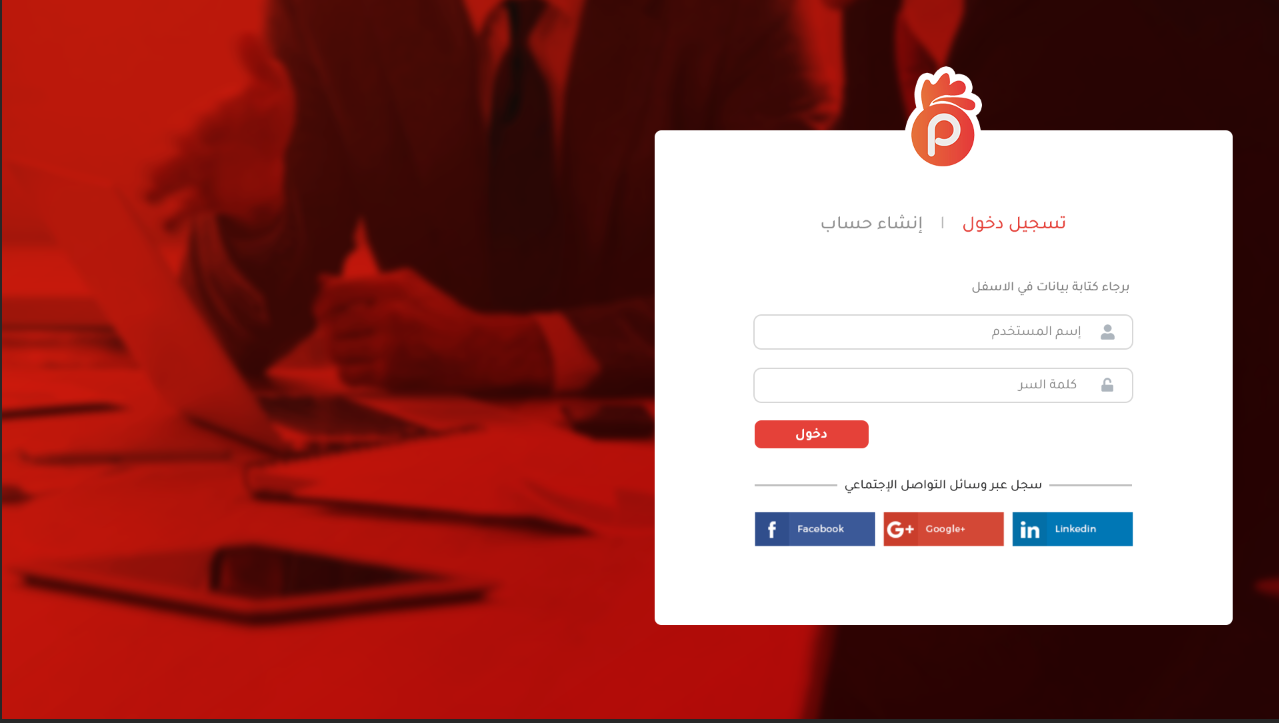 تسجيل دخول | إنشاء حساب
برجاء كتابة بيانات في الاسفل
إسم المستخدم
كلمة السر
دخول
سجل عبر وسائل التواصل الإجتماعي
f Facebook G+ Google+ in Linkedin